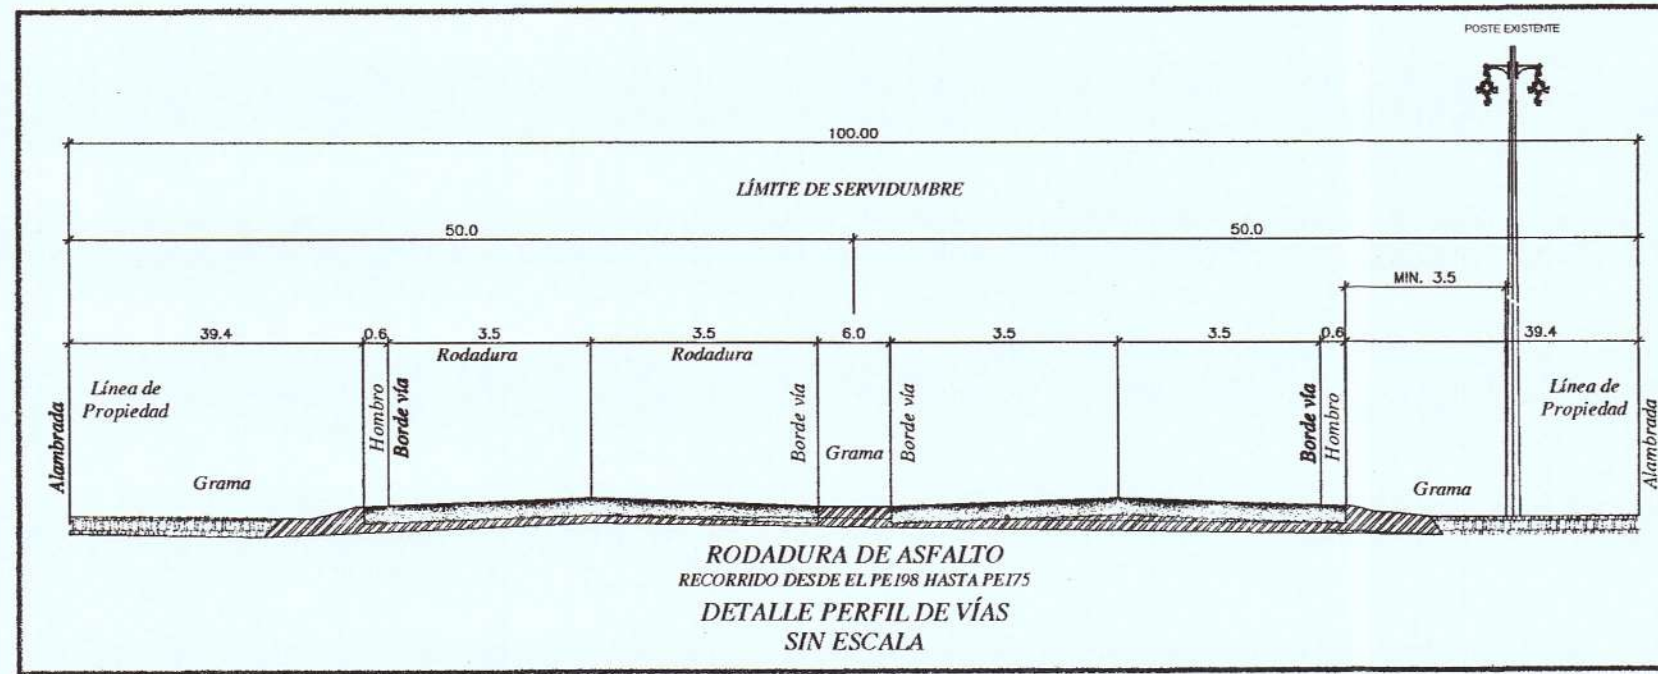 POSTE EXISTENTE
100.00
LÍMITE DE SERVIDUMBRE
50.0
50.0
MIN. 3.5
39.4
0.6
3.5
3.5
6.0
3.5
3.5
0.6
39.4
Rodadura
Rodadura
Alambrada
Línea de
Propiedad
Grama
Hombro
Borde vía
Borde vía
Grama
Borde vía
Borde vía
Hombro
Grama
Línea de
Propiedad
Alambrada
RODADURA DE ASFALTO
RECORRIDO DESDE EL PE198 HASTA PE175
DETALLE PERFIL DE VÍAS
SIN ESCALA